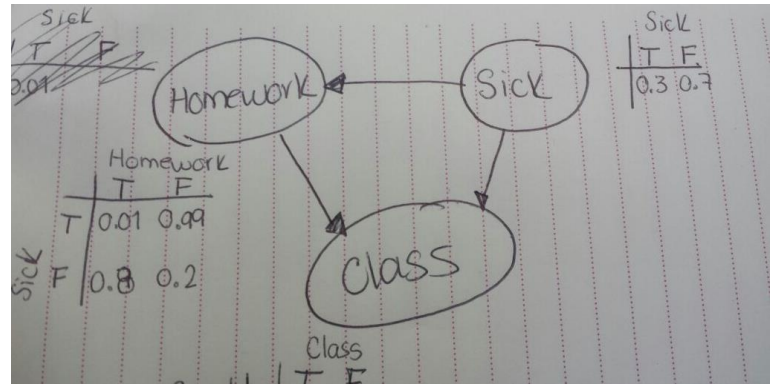 Sick
T F
0.01
Homework
Sick
Sick
T F
0.3 0.7
Homework
T F
T 0.01 0.99
Sick
F 0.8 0.2
Class
Class
T F